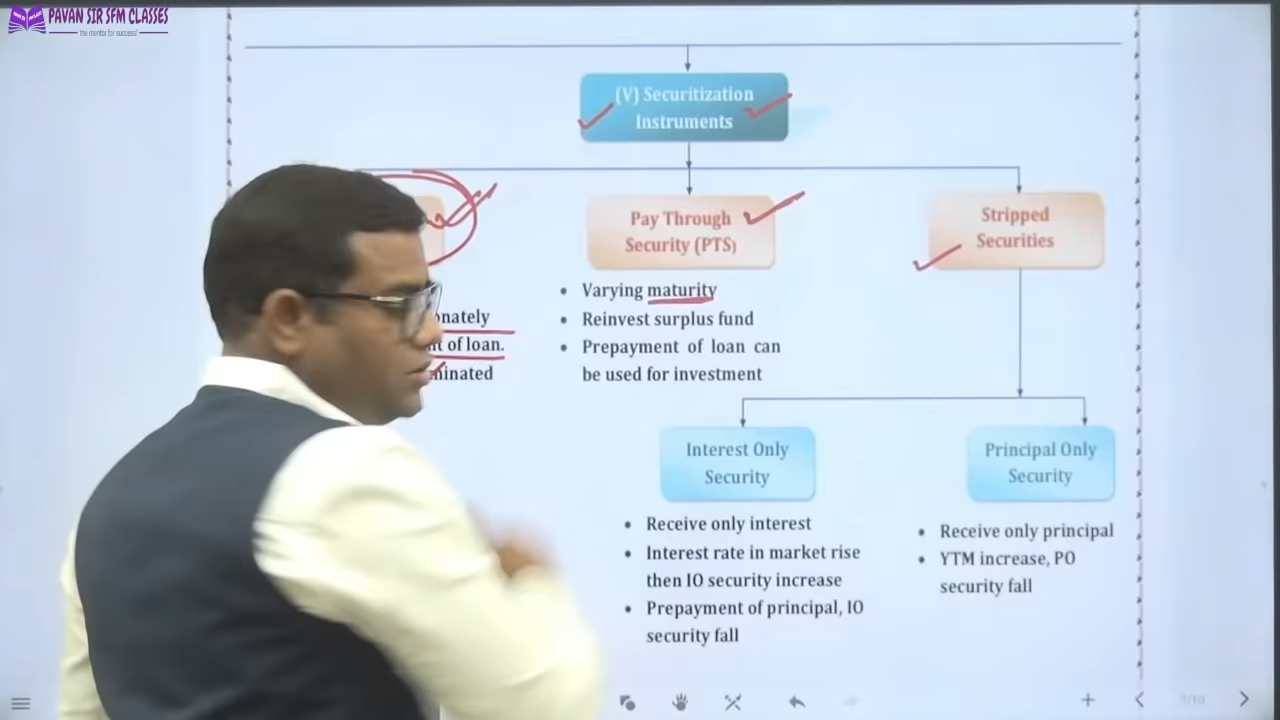 PAVAN SIR SFM CLASSES
the mentor for success!
(V) Securitization
Instruments
Pay Through
Security (PTS)
Stripped
Securities
of loan.
• Varying maturity
• Reinvest surplus fund
• Prepayment of loan can
be used for investment
Interest Only
Security
Principal Only
Security
• Receive only interest
• Interest rate in market rise
then IO security increase
• Prepayment of principal, IO
security fall
• Receive only principal
• YTM increase, PO
security fall